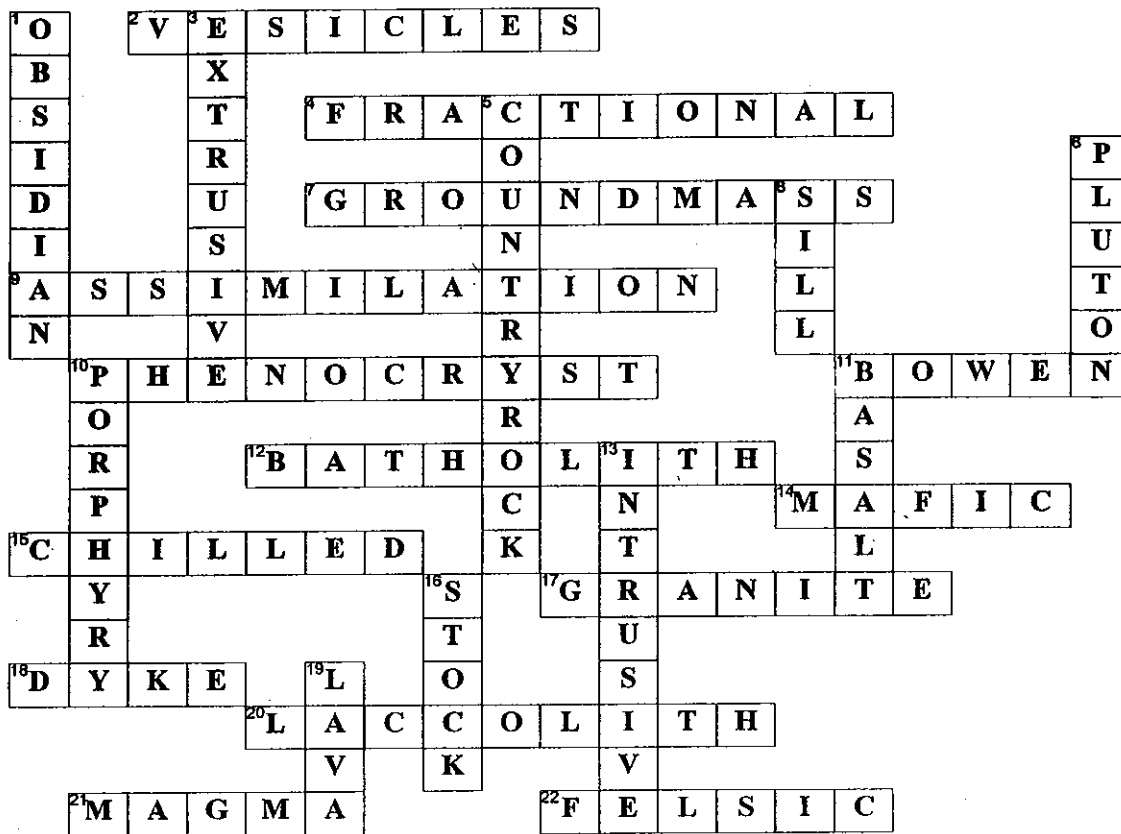 1O 2V 3E S I C L E S
B X
S T 4F R A 5C T I O N A L
I R O 6P
D U 7G R O U N D M A 8S S L
I S N I U
9A S S I M I L A T I O N L T
N V R L O
10P H E N O C R Y S T 11B O W E N
O R A
R 12B A T H O L 13I T H S
P C N 14M A F I C
15C H I L L E D K T L
Y 16S 17G R A N I T E
R T U
18D Y K E 19L O S
20L A C C O L I T H
V K V
21M A G M A 22F E L S I C